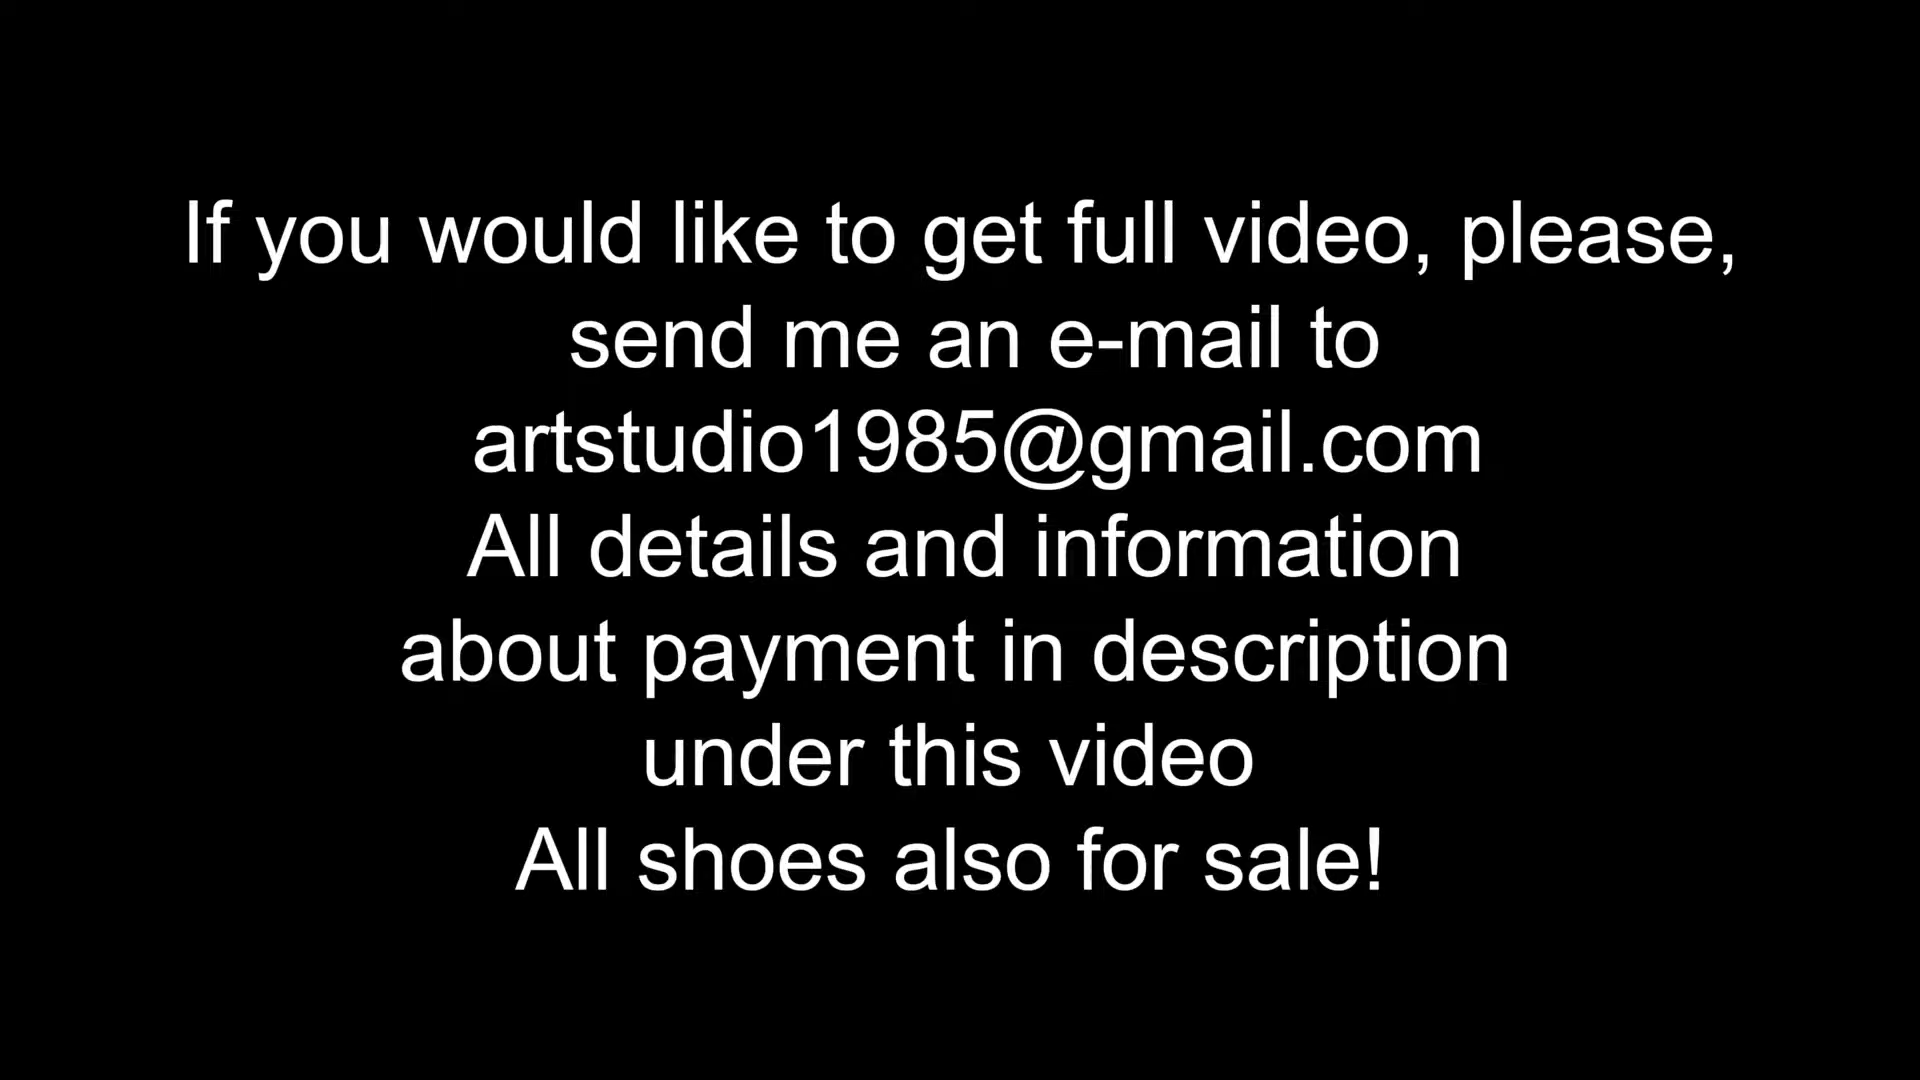 If you would like to get full video, please,
send me an e-mail to
artstudio1985@gmail.com
All details and information
about payment in description
under this video
All shoes also for sale!